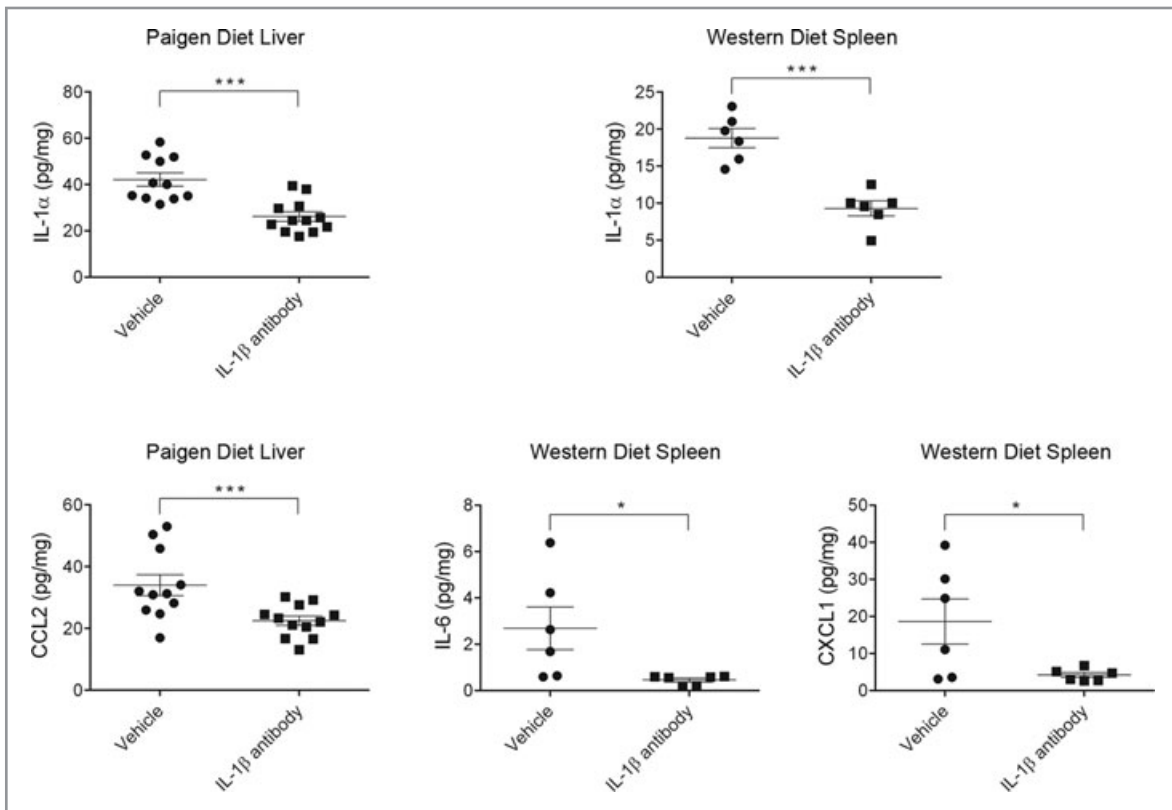 Paigen Diet Liver
***
IL-1α (pg/mg)
80
60
40
20
0
Vehicle
IL-1β antibody
Western Diet Spleen
***
IL-1α (pg/mg)
25
20
15
10
5
0
Vehicle
IL-1β antibody
Paigen Diet Liver
***
CCL2 (pg/mg)
60
40
20
0
Vehicle
IL-1β antibody
Western Diet Spleen
*
IL-6 (pg/mg)
8
6
4
2
0
Vehicle
IL-1β antibody
Western Diet Spleen
*
CXCL1 (pg/mg)
50
40
30
20
10
0
Vehicle
IL-1β antibody